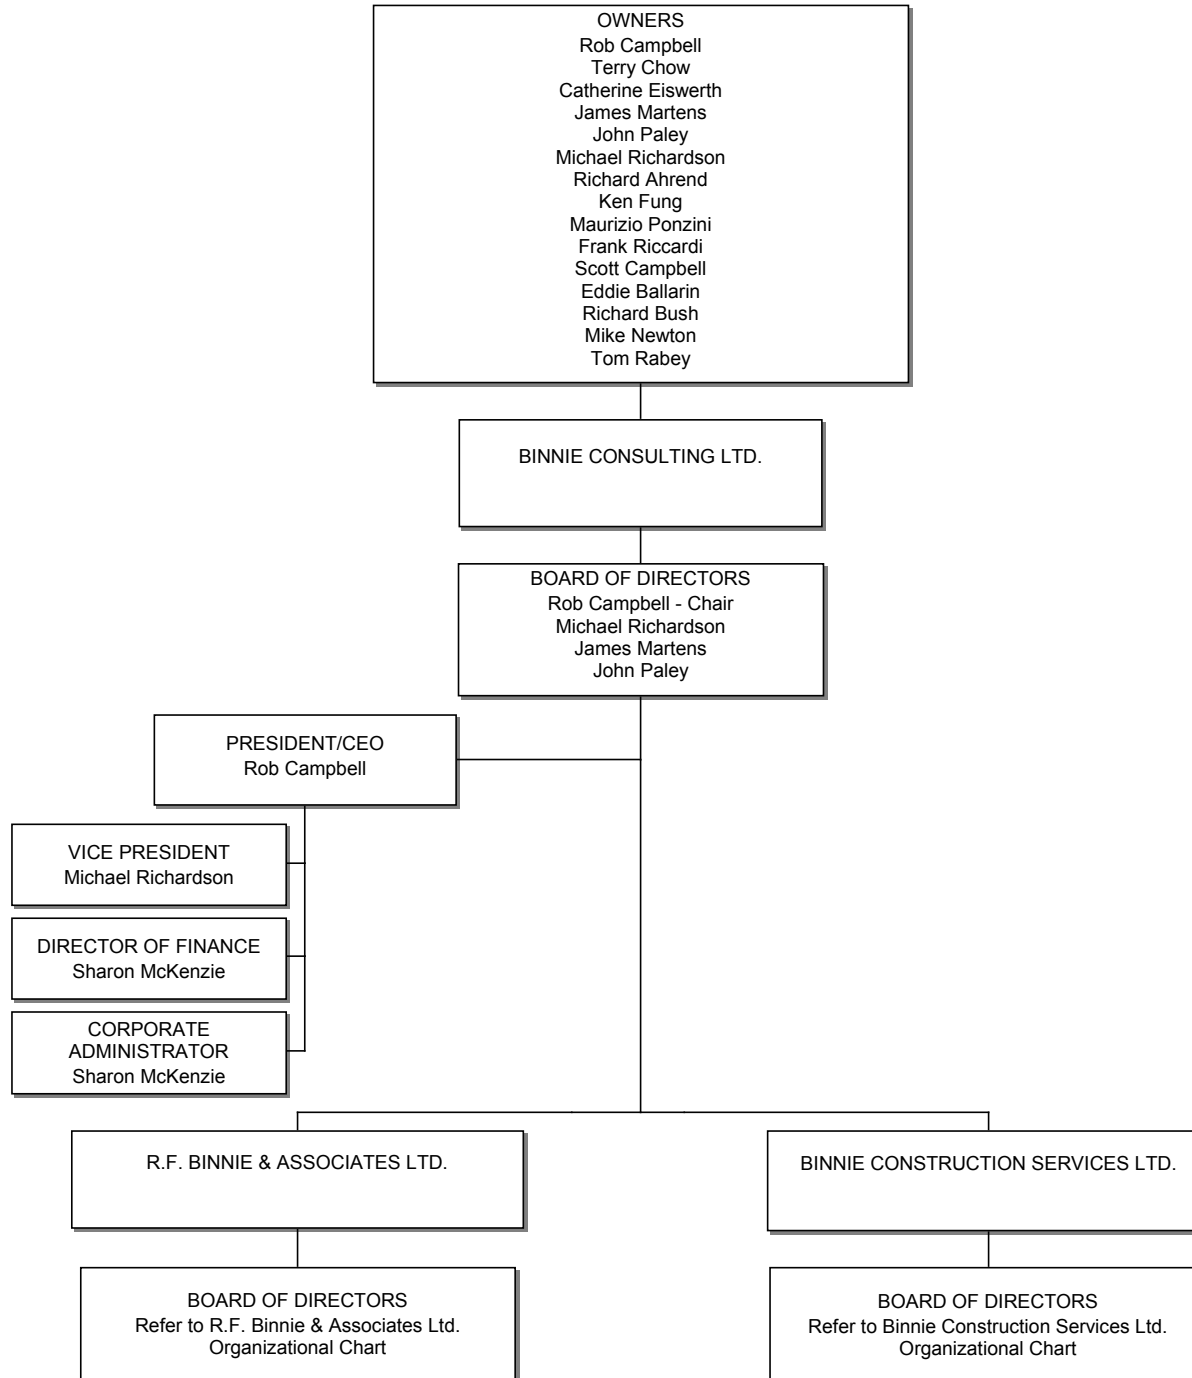 OWNERS
Rob Campbell
Terry Chow
Catherine Eiswerth
James Martens
John Paley
Michael Richardson
Richard Ahrend
Ken Fung
Maurizio Ponzini
Frank Riccardi
Scott Campbell
Eddie Ballarin
Richard Bush
Mike Newton
Tom Rabey
BINNIE CONSULTING LTD.
BOARD OF DIRECTORS
Rob Campbell - Chair
Michael Richardson
James Martens
John Paley
PRESIDENT/CEO
Rob Campbell
VICE PRESIDENT
Michael Richardson
DIRECTOR OF FINANCE
Sharon McKenzie
CORPORATE
ADMINISTRATOR
Sharon McKenzie
R.F. BINNIE & ASSOCIATES LTD.
BINNIE CONSTRUCTION SERVICES LTD.
BOARD OF DIRECTORS
Refer to R.F. Binnie & Associates Ltd.
Organizational Chart
BOARD OF DIRECTORS
Refer to Binnie Construction Services Ltd.
Organizational Chart